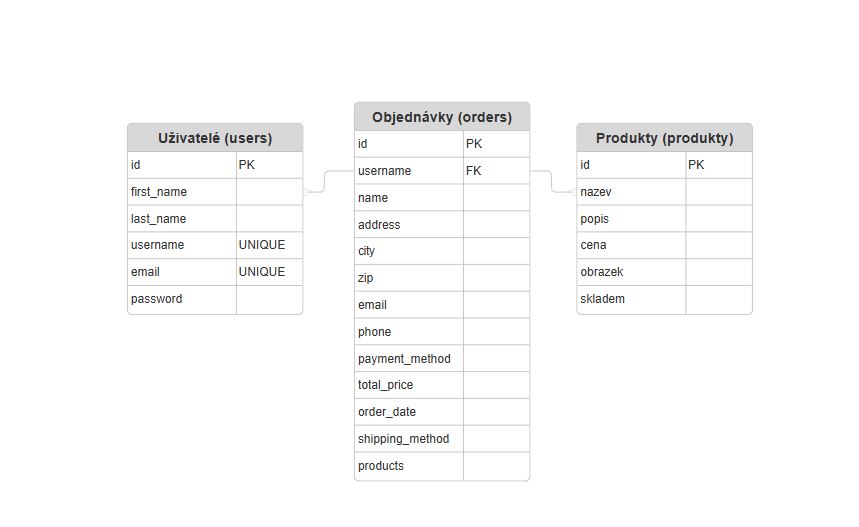 Uživatelé (users)
id PK
first_name
last_name
username UNIQUE
email UNIQUE
password
Objednávky (orders)
id PK
username FK
name
address
city
zip
email
phone
payment_method
total_price
order_date
shipping_method
products
Produkty (produkty)
id PK
nazev
popis
cena
obrazek
skladem